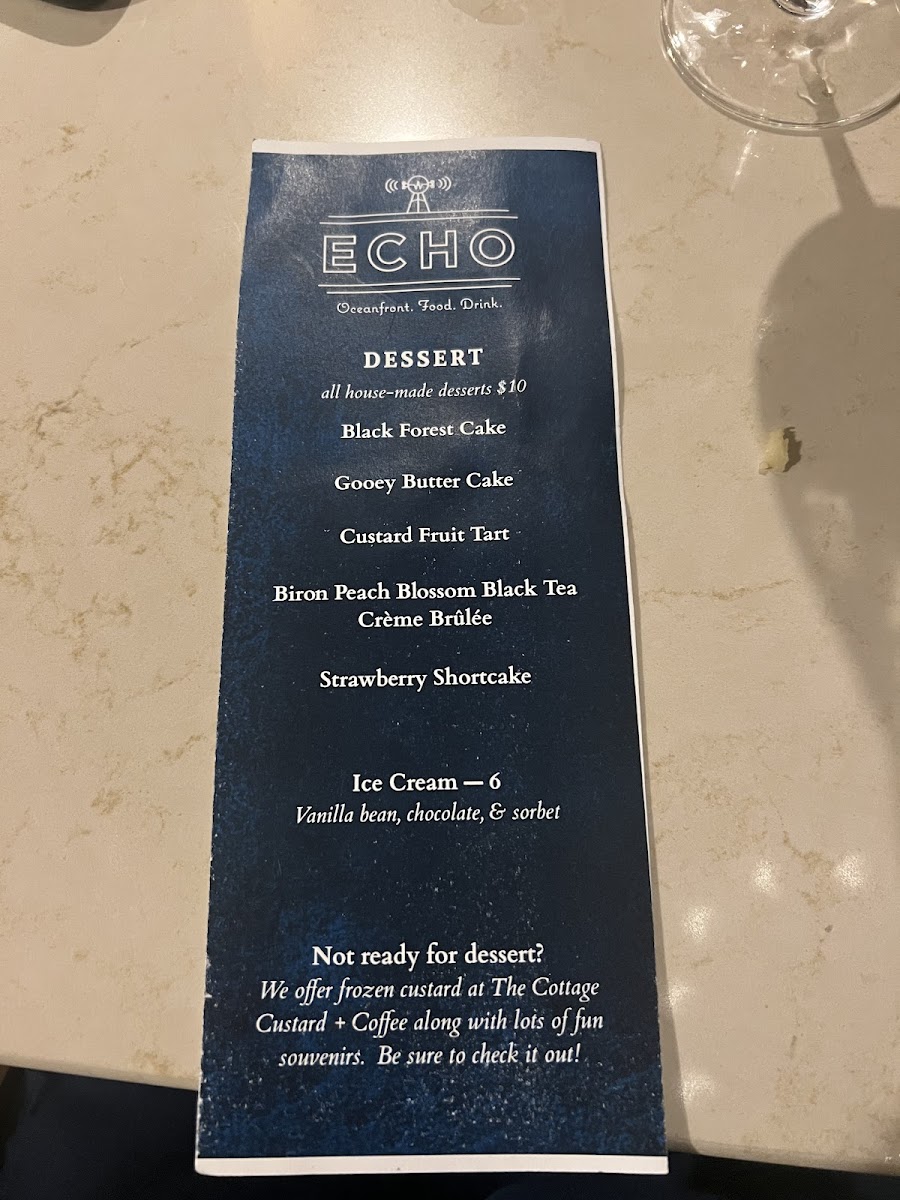 ECHO
Oceanfront. Food. Drink.
DESSERT
all house-made desserts $10
Black Forest Cake
Gooey Butter Cake
Custard Fruit Tart
Biron Peach Blossom Black Tea
Crème Brûlée
Strawberry Shortcake
Ice Cream — 6
Vanilla bean, chocolate, & sorbet
Not ready for dessert?
We offer frozen custard at The Cottage
Custard + Coffee along with lots of fun
souvenirs. Be sure to check it out!